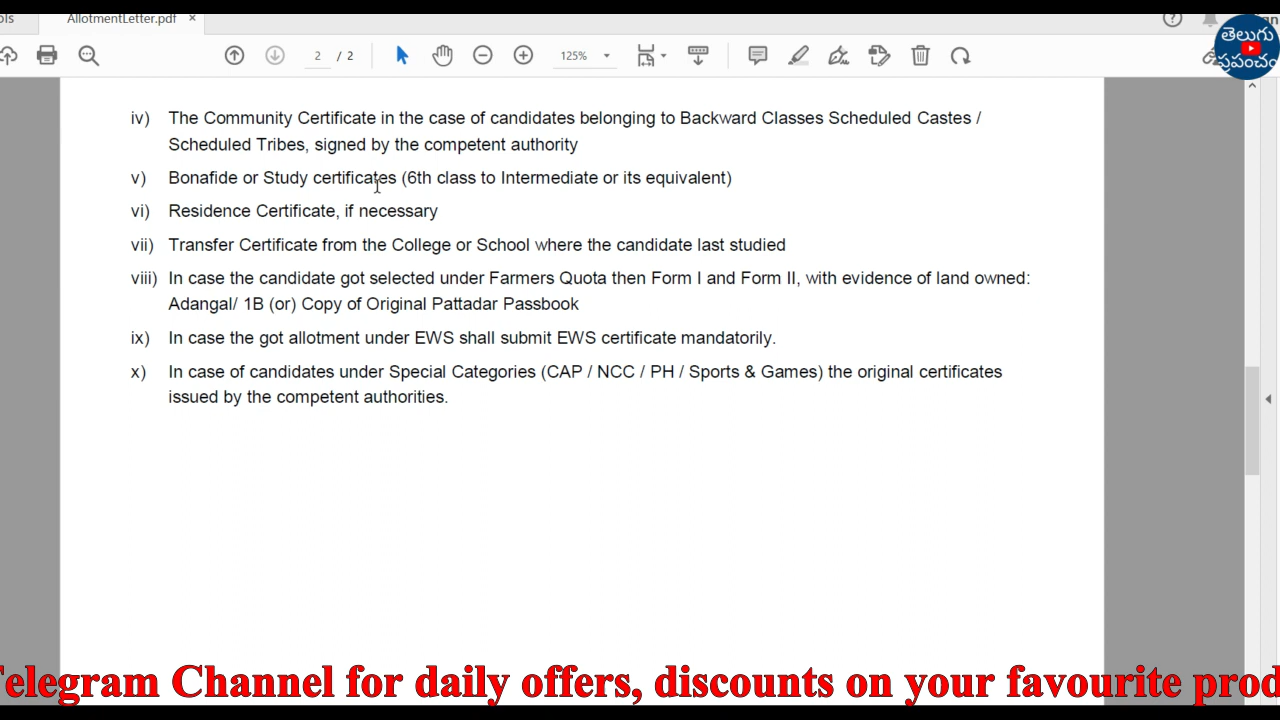 ols AllotmentLetter.pdf ×
2 / 2 125%
తెలుగు
ప్రపంచం
iv) The Community Certificate in the case of candidates belonging to Backward Classes Scheduled Castes /
Scheduled Tribes, signed by the competent authority
v) Bonafide or Study certificates (6th class to Intermediate or its equivalent)
vi) Residence Certificate, if necessary
vii) Transfer Certificate from the College or School where the candidate last studied
viii) In case the candidate got selected under Farmers Quota then Form I and Form II, with evidence of land owned:
Adangal/ 1B (or) Copy of Original Pattadar Passbook
ix) In case the got allotment under EWS shall submit EWS certificate mandatorily.
x) In case of candidates under Special Categories (CAP / NCC / PH / Sports & Games) the original certificates
issued by the competent authorities.
Telegram Channel for daily offers, discounts on your favourite prod